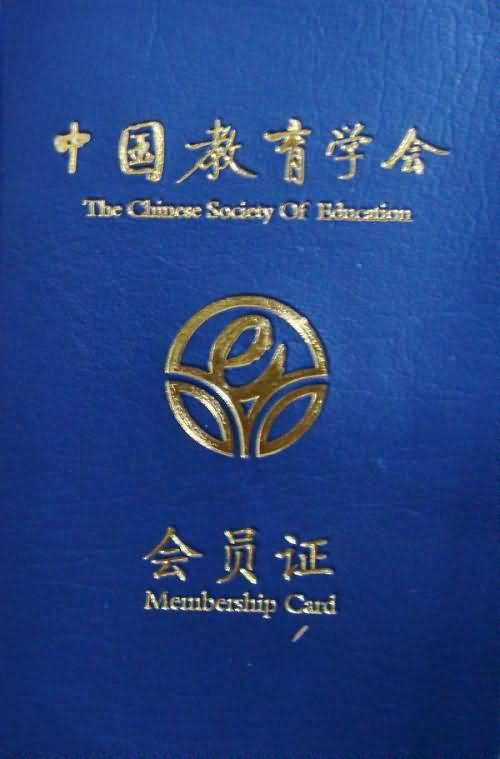 中国教育学会
The Chinese Society Of Education
会员证
Membership Card